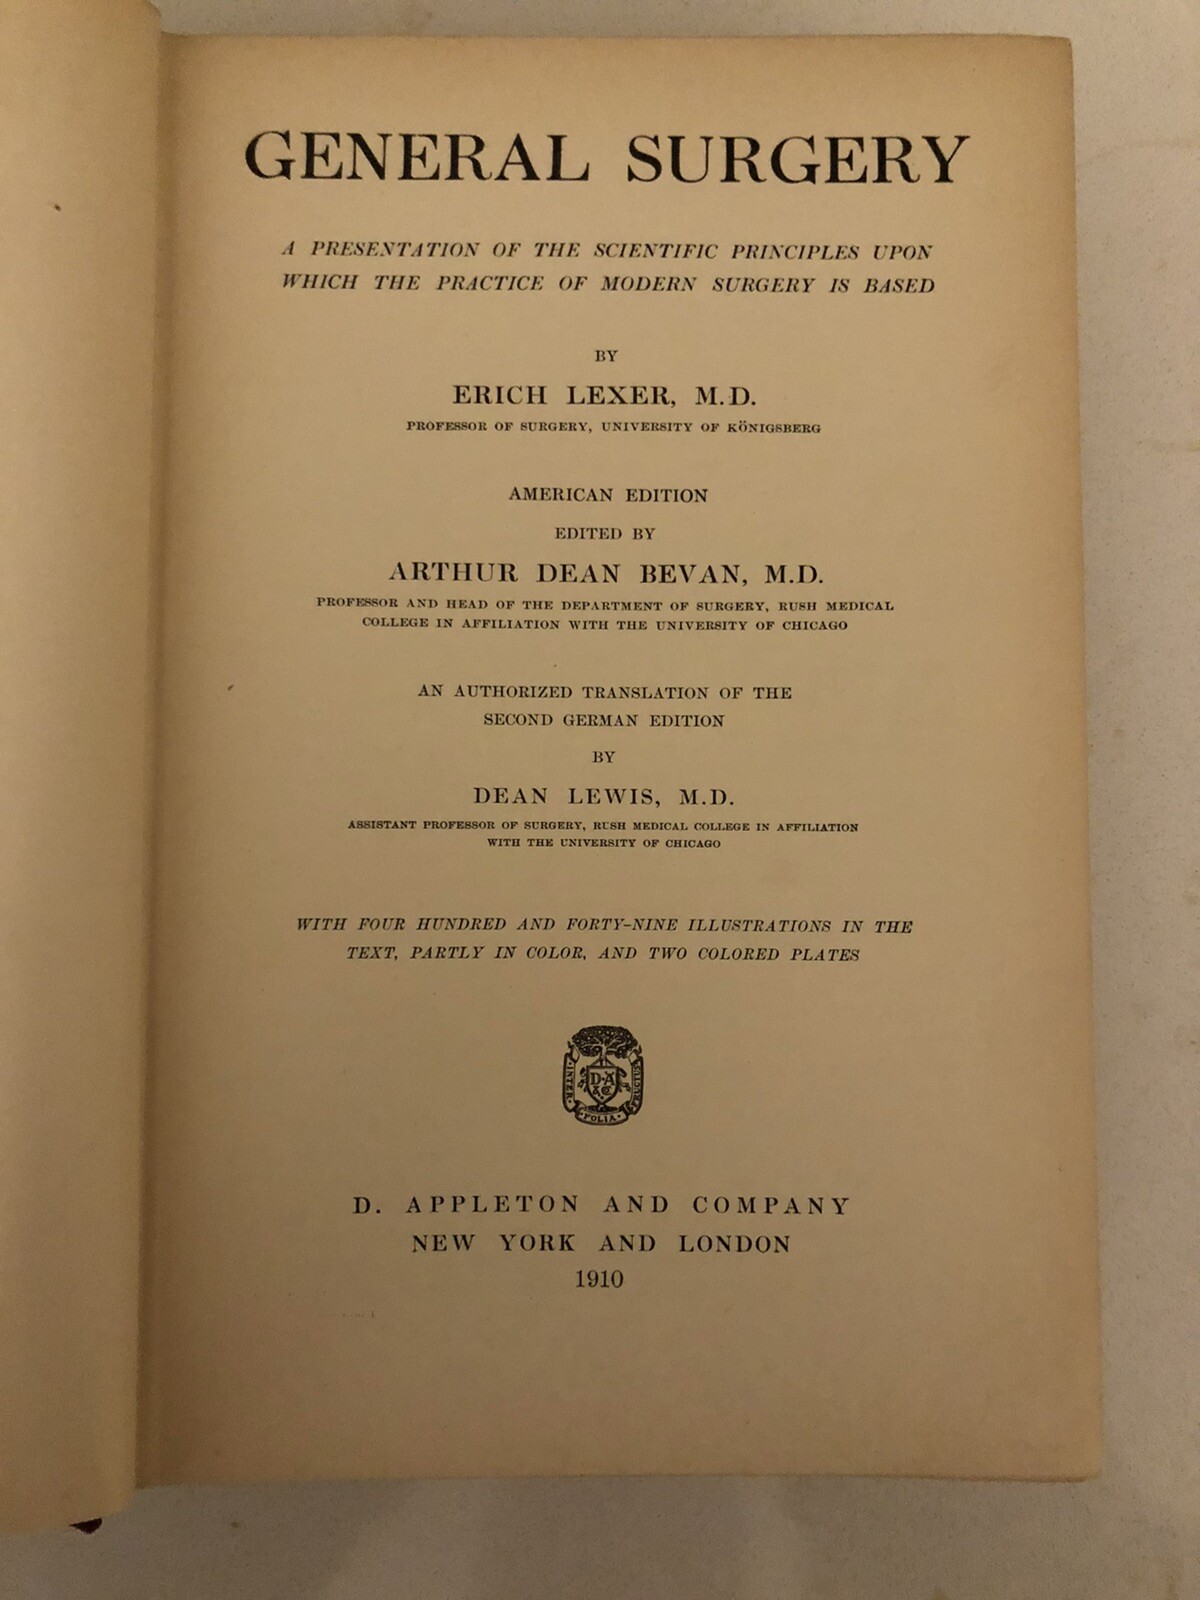 GENERAL SURGERY
A PRESENTATION OF THE SCIENTIFIC PRINCIPLES UPON
WHICH THE PRACTICE OF MODERN SURGERY IS BASED
BY
ERICH LEXER, M.D.
PROFESSOR OF SURGERY, UNIVERSITY OF KÖNIGSBERG
AMERICAN EDITION
EDITED BY
ARTHUR DEAN BEVAN, M.D.
PROFESSOR AND HEAD OF THE DEPARTMENT OF SURGERY, RUSH MEDICAL
COLLEGE IN AFFILIATION WITH THE UNIVERSITY OF CHICAGO
AN AUTHORIZED TRANSLATION OF THE
SECOND GERMAN EDITION
BY
DEAN LEWIS, M.D.
ASSISTANT PROFESSOR OF SURGERY, RUSH MEDICAL COLLEGE IN AFFILIATION
WITH THE UNIVERSITY OF CHICAGO
WITH FOUR HUNDRED AND FORTY-NINE ILLUSTRATIONS IN THE
TEXT, PARTLY IN COLOR, AND TWO COLORED PLATES
D·A
& C
·INTER·
FOLIA·
FRUCTUS
D. APPLETON AND COMPANY
NEW YORK AND LONDON
1910